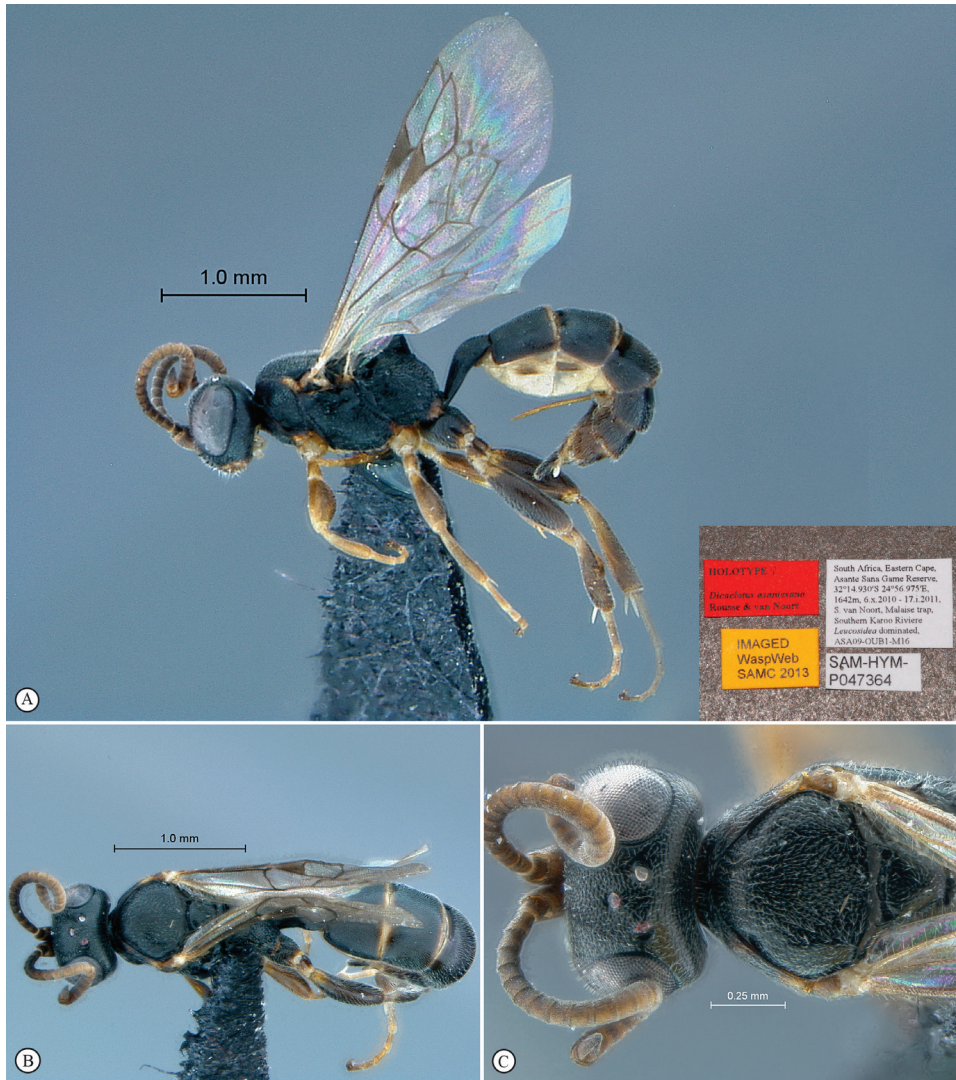 1.0 mm
HOLOTYPE
Dicaelotus asantesana
Rousse & van Noort
South Africa, Eastern Cape,
Asante Sana Game Reserve,
32°14.930'S 24°56.975'E,
1642m, 6.x.2010 - 17.i.2011,
S. van Noort, Malaise trap,
Southern Karoo Riviere
Leucosidea dominated,
ASA09-OUB1-M16
IMAGED
WaspWeb
SAMC 2013
SAM-HYM-
P047364
A
1.0 mm
B
0.25 mm
C